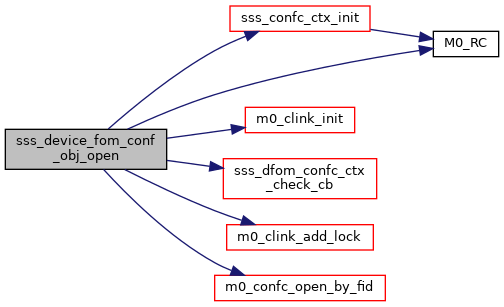 sss_confc_ctx_init
M0_RC
m0_clink_init
sss_device_fom_conf
_obj_open
sss_dfom_confc_ctx
_check_cb
m0_clink_add_lock
m0_confc_open_by_fid